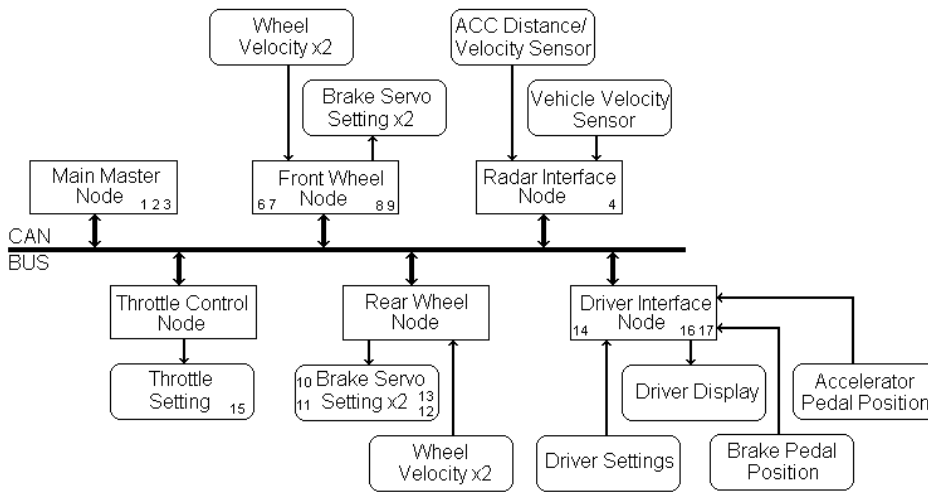 Wheel
Velocity x2
ACC Distance/
Velocity Sensor
Brake Servo
Setting x2
Vehicle Velocity
Sensor
Main Master
Node
1 2 3
Front Wheel
Node
6 7
8 9
Radar Interface
Node
4
CAN
BUS
Throttle Control
Node
Rear Wheel
Node
Driver Interface
Node
14
16 17
Throttle
Setting
15
10
11
Brake Servo
Setting x2
13
12
Driver Display
Accelerator
Pedal Position
Wheel
Velocity x2
Driver Settings
Brake Pedal
Position